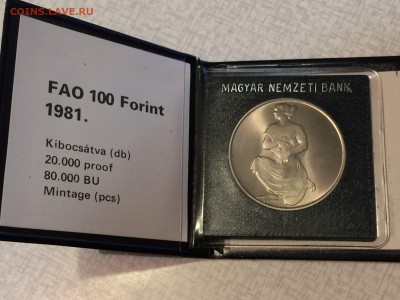 COINS.LAVE.RU
FAO 100 Forint
1981.
Kibocsátva (db)
20.000 proof
80.000 BU
Mintage (pcs)
MAGYAR NEMZETI BANK